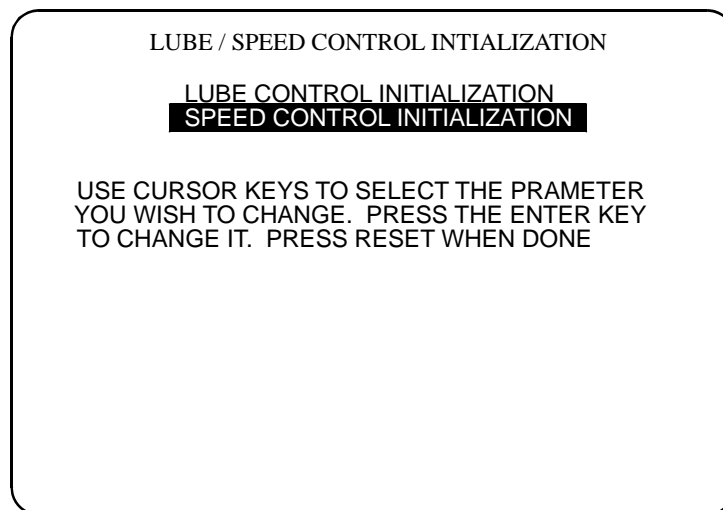 LUBE / SPEED CONTROL INTIALIZATION
LUBE CONTROL INITIALIZATION
SPEED CONTROL INITIALIZATION
USE CURSOR KEYS TO SELECT THE PRAMETER
YOU WISH TO CHANGE. PRESS THE ENTER KEY
TO CHANGE IT. PRESS RESET WHEN DONE